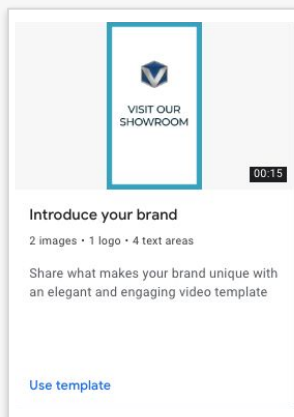 VISIT OUR
SHOWROOM
00:15
Introduce your brand
2 images • 1 logo • 4 text areas
Share what makes your brand unique with
an elegant and engaging video template
Use template